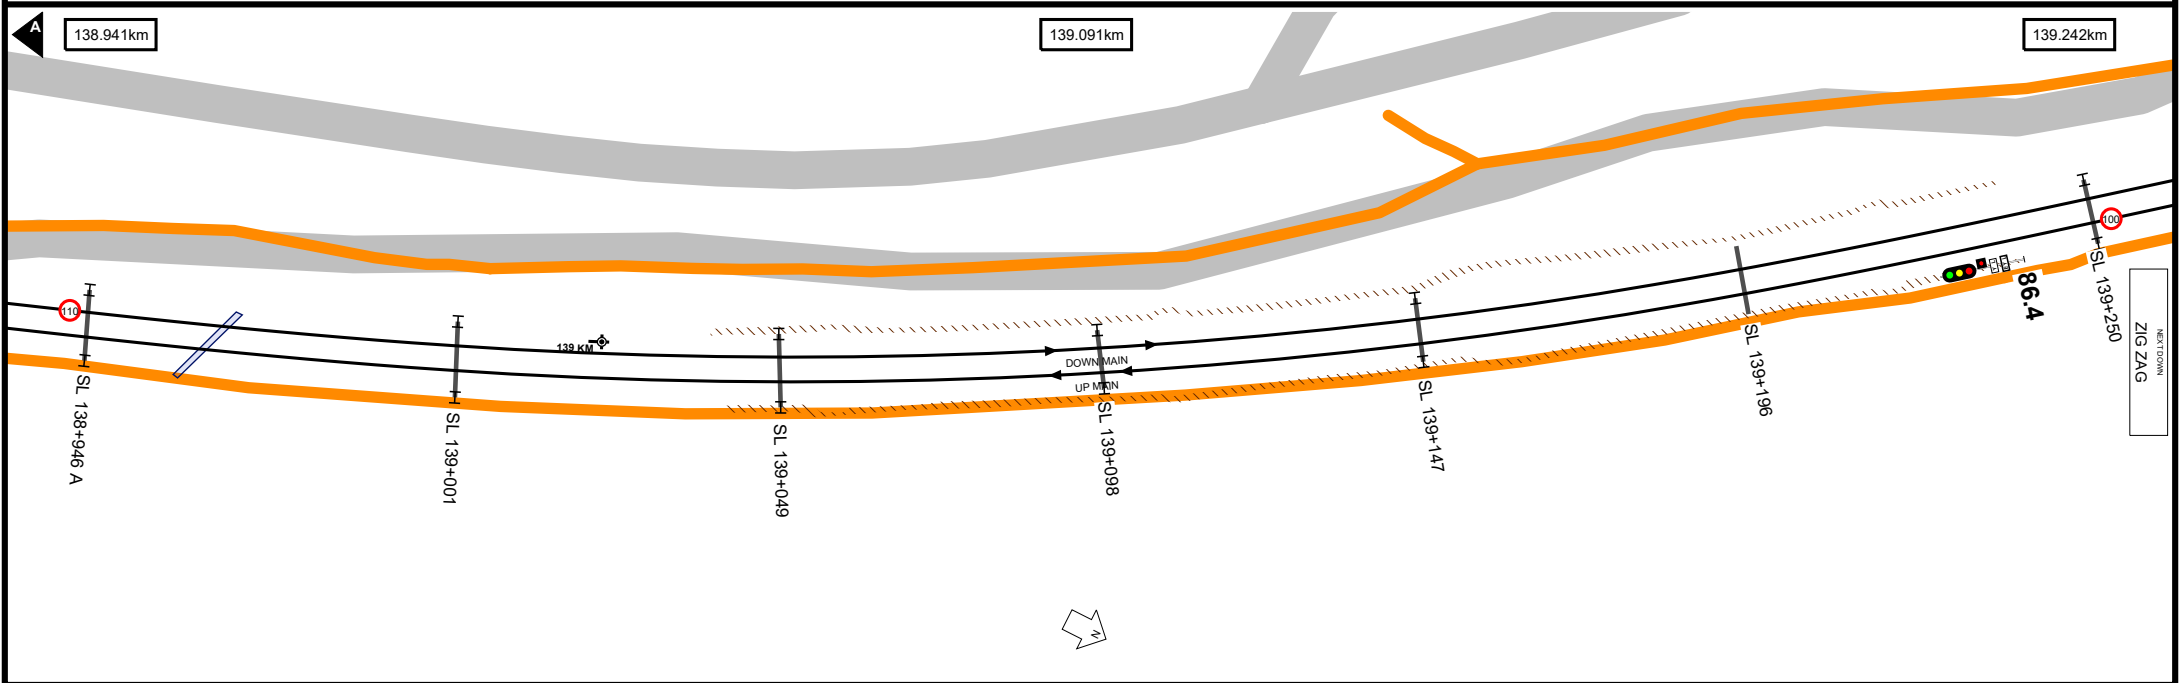 A
138.941km
139.091km
139.242km
110
139 KM
DOWN MAIN
UP MAIN
100
86.4
SL 138+946 A
SL 139+001
SL 139+049
SL 139+098
SL 139+147
SL 139+196
SL 139+250
NEXT DOWN
ZIG ZAG
N